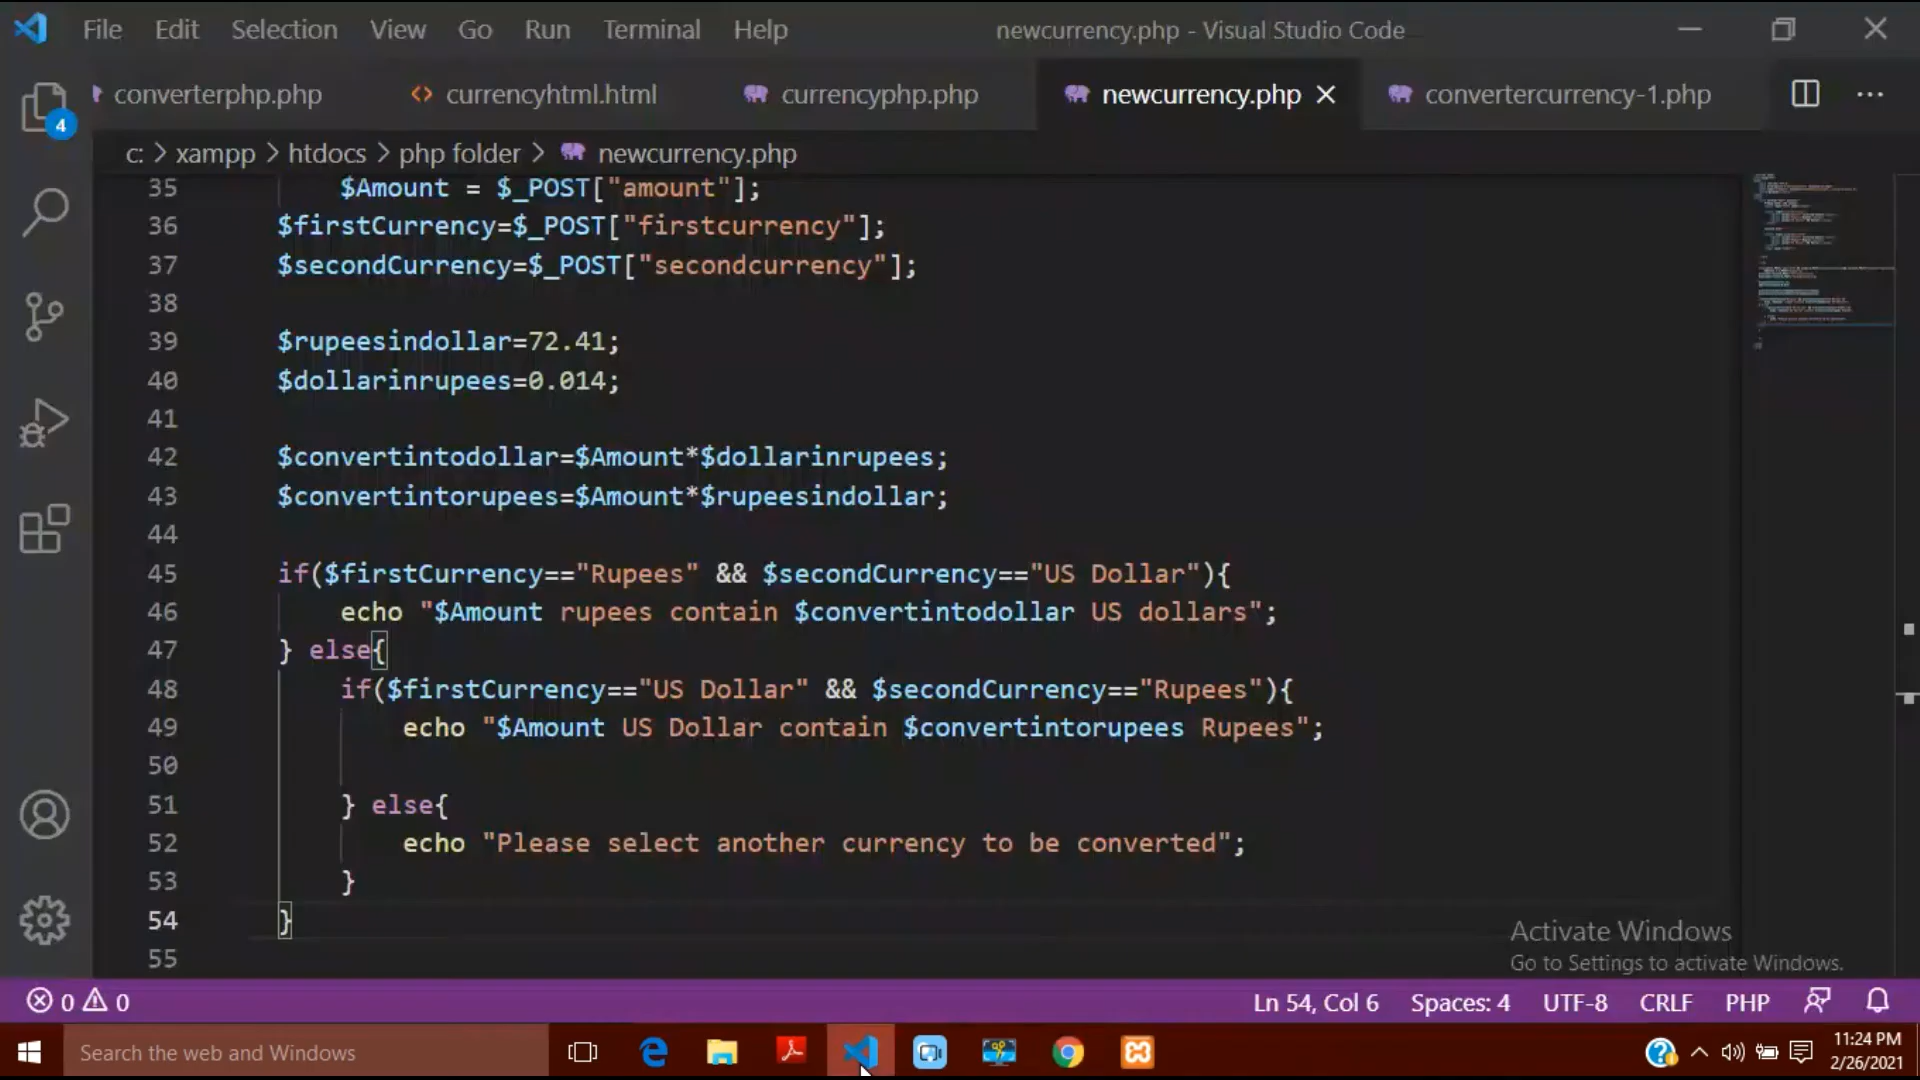 File Edit Selection View Go Run Terminal Help newcurrency.php - Visual Studio Code
converterphp.php currencyhtml.html currencyphp.php newcurrency.php convertercurrency-1.php
4
c: > xampp > htdocs > php folder > newcurrency.php
35 $Amount = $_POST["amount"];
36 $firstCurrency=$_POST["firstcurrency"];
37 $secondCurrency=$_POST["secondcurrency"];
38
39 $rupeesindollar=72.41;
40 $dollarinrupees=0.014;
41
42 $convertintodollar=$Amount*$dollarinrupees;
43 $convertintorupees=$Amount*$rupeesindollar;
44
45 if($firstCurrency=="Rupees" && $secondCurrency=="US Dollar"){
46 echo "$Amount rupees contain $convertintodollar US dollars";
47 } else{
48 if($firstCurrency=="US Dollar" && $secondCurrency=="Rupees"){
49 echo "$Amount US Dollar contain $convertintorupees Rupees";
50
51 } else{
52 echo "Please select another currency to be converted";
53 }
54 }
55
Activate Windows
Go to Settings to activate Windows.
0 0 Ln 54, Col 6 Spaces: 4 UTF-8 CRLF PHP
Search the web and Windows
11:24 PM
2/26/2021